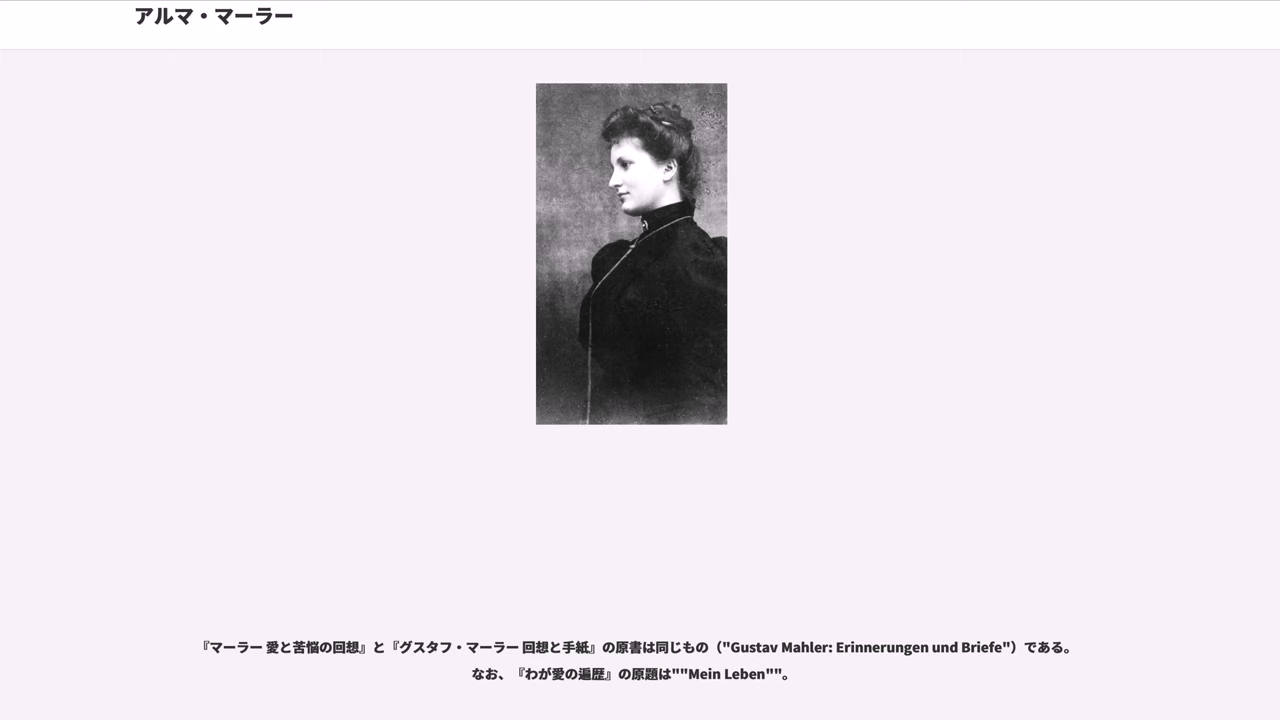 アルマ・マーラー
『マーラー 愛と苦悩の回想』と『グスタフ・マーラー 回想と手紙』の原書は同じもの（"Gustav Mahler: Erinnerungen und Briefe"）である。
なお、『わが愛の遍歴』の原題は""Mein Leben""。